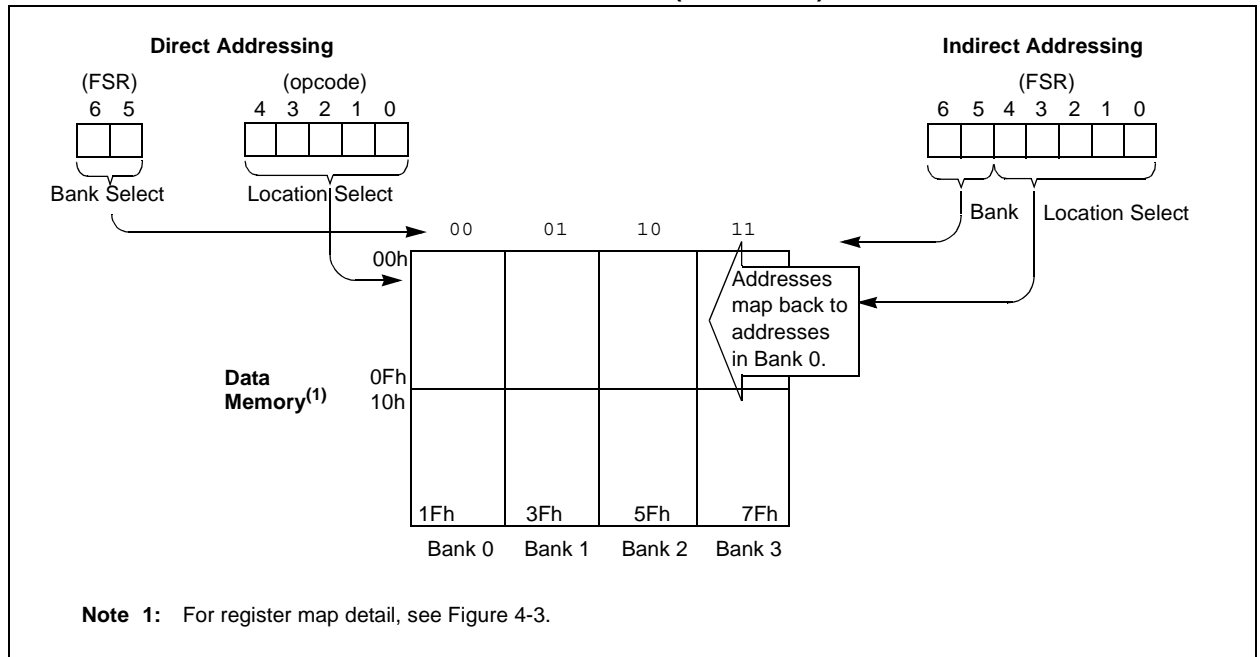 Direct Addressing
Indirect Addressing
(FSR)
(opcode)
(FSR)
6 5
4 3 2 1 0
6 5 4 3 2 1 0
Bank Select
Location Select
Bank
Location Select
00 01 10 11
00h
Addresses
map back to
addresses
in Bank 0.
Data
Memory(1)
0Fh
10h
1Fh 3Fh 5Fh 7Fh
Bank 0 Bank 1 Bank 2 Bank 3
Note 1: For register map detail, see Figure 4-3.